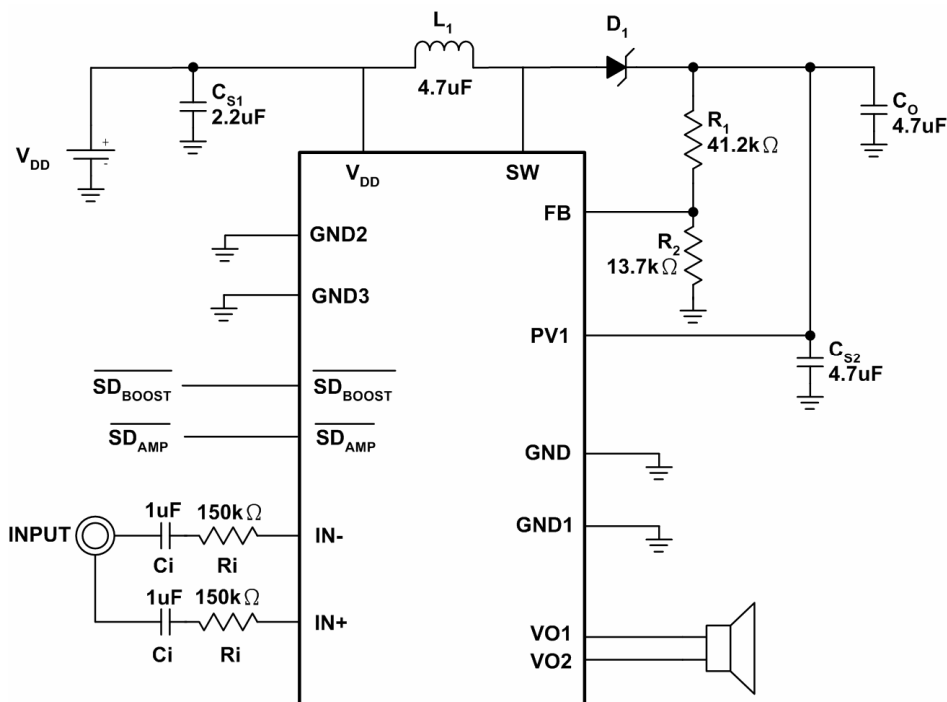 L1
4.7uF
D1
CS1
2.2uF
VDD
R1
41.2kΩ
CO
4.7uF
+
-
VDD
SW
FB
R2
13.7kΩ
GND2
GND3
PV1
CS2
4.7uF
SDBOOST
SDBOOST
SDAMP
SDAMP
GND
GND1
INPUT
1uF
150kΩ
Ci
Ri
IN-
1uF
150kΩ
Ci
Ri
IN+
VO1
VO2